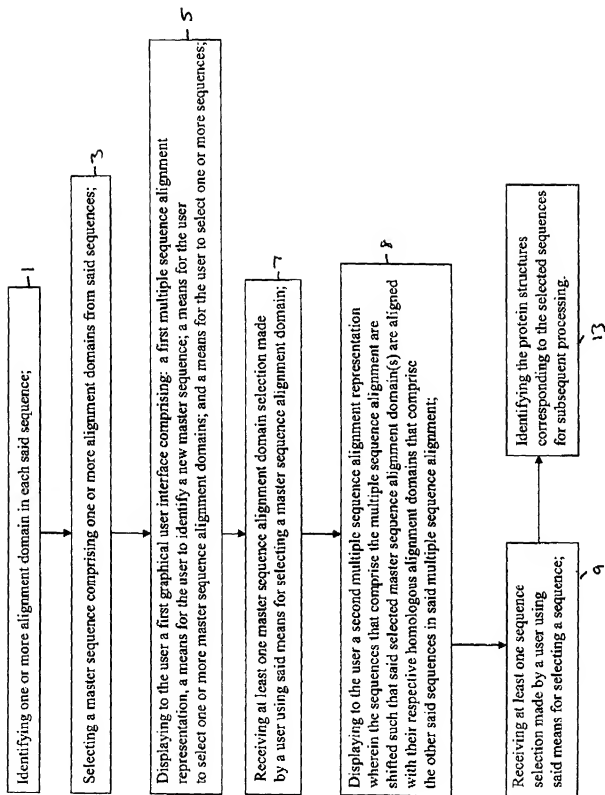 Identifying one or more alignment domain in each said sequence;
1
Selecting a master sequence comprising one or more alignment domains from said sequences;
3
Displaying to the user a first graphical user interface comprising: a first multiple sequence alignment
representation, a means for the user to identify a new master sequence; a means for the user
to select one or more master sequence alignment domains; and a means for the user to select one or more sequences;
5
Receiving at least one master sequence alignment domain selection made
by a user using said means for selecting a master sequence alignment domain;
7
Displaying to the user a second multiple sequence alignment representation
wherein the sequences that comprise the multiple sequence alignment are
shifted such that said selected master sequence alignment domain(s) are aligned
with their respective homologous alignment domains that comprise
the other said sequences in said multiple sequence alignment;
8
Receiving at least one sequence
selection made by a user using
said means for selecting a sequence;
9
Identifying the protein structures
corresponding to the selected sequences
for subsequent processing.
13